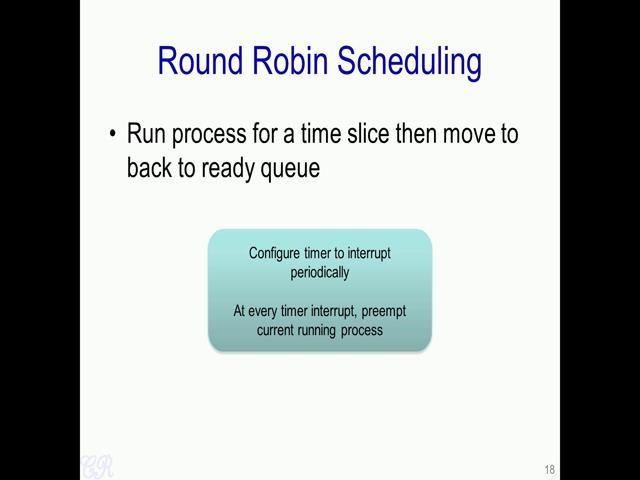 Round Robin Scheduling
• Run process for a time slice then move to
back to ready queue
Configure timer to interrupt
periodically
At every timer interrupt, preempt
current running process
CR
18